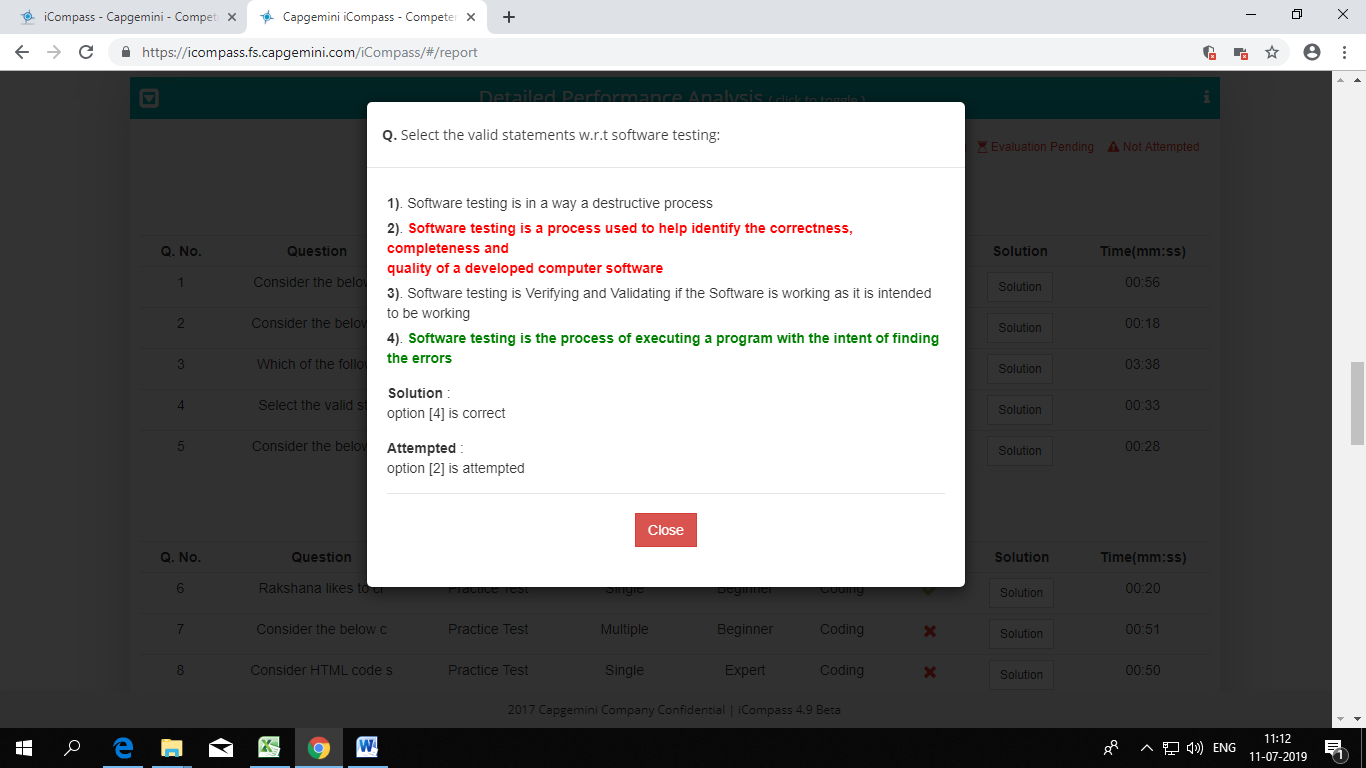 iCompass - Capgemini - Compet
Capgemini iCompass - Competen
https://icompass.fs.capgemini.com/iCompass/#/report
Detailed Performance Analysis ( click to toggle )
Evaluation Pending Not Attempted
Q. Select the valid statements w.r.t software testing:
1). Software testing is in a way a destructive process
2). Software testing is a process used to help identify the correctness,
completeness and
quality of a developed computer software
3). Software testing is Verifying and Validating if the Software is working as it is intended
to be working
4). Software testing is the process of executing a program with the intent of finding
the errors
Solution :
option [4] is correct
Attempted :
option [2] is attempted
Close
Q. No. Question Solution Time(mm:ss)
1 Consider the below Solution 00:56
2 Consider the below Solution 00:18
3 Which of the follow Solution 03:38
4 Select the valid st Solution 00:33
5 Consider the below Solution 00:28
Q. No. Question Solution Time(mm:ss)
6 Rakshana likes to cr Practice Test Single Beginner Coding Solution 00:20
7 Consider the below c Practice Test Multiple Beginner Coding Solution 00:51
8 Consider HTML code s Practice Test Single Expert Coding Solution 00:50
2017 Capgemini Company Confidential | iCompass 4.9 Beta
ENG
11:12
11-07-2019
1